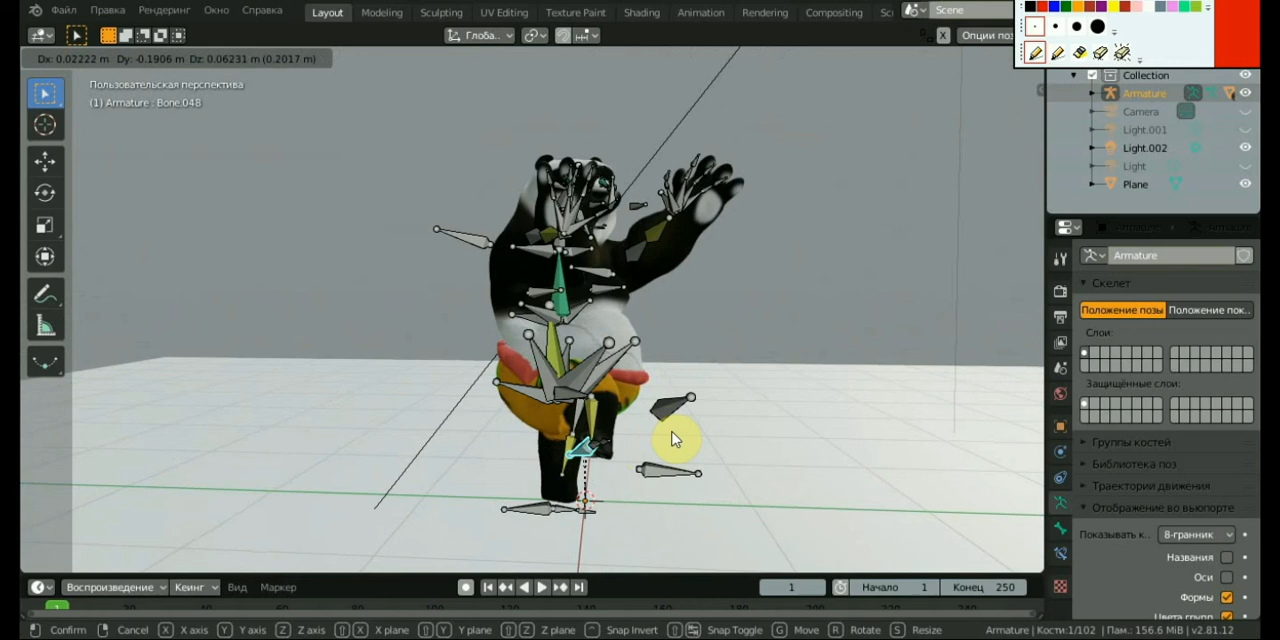 Файл Правка Рендеринг Окно Справка Layout Modeling Sculpting UV Editing Texture Paint Shading Animation Rendering Compositing Sc Scene
Глоба.. X Опции поз
Dx: 0.02222 m Dy: -0.1906 m Dz: 0.06231 m (0.2017 m)
Пользовательская перспектива
(1) Armature : Bone.048
Collection
Armature
Camera
Light.001
Light.002
Light
Plane
Armature
Скелет
Положение позы Положение пок..
Слои:
Защищённые слои:
Группы костей
Библиотека поз
Траектории движения
Отображение во вьюпорте
Показывать к.. 8-гранник
Названия
Оси
Формы
Воспроизведение Кеинг Вид Маркер 1 Начало 1 Конец 250
1
Confirm Cancel X X axis Y Y axis Z Z axis X X plane Y Y plane Z Z plane Snap Invert Snap Toggle G Move R Rotate S Resize Armature | Кости:1/102 | Пам.: 156.6 MiB | v2.81.12